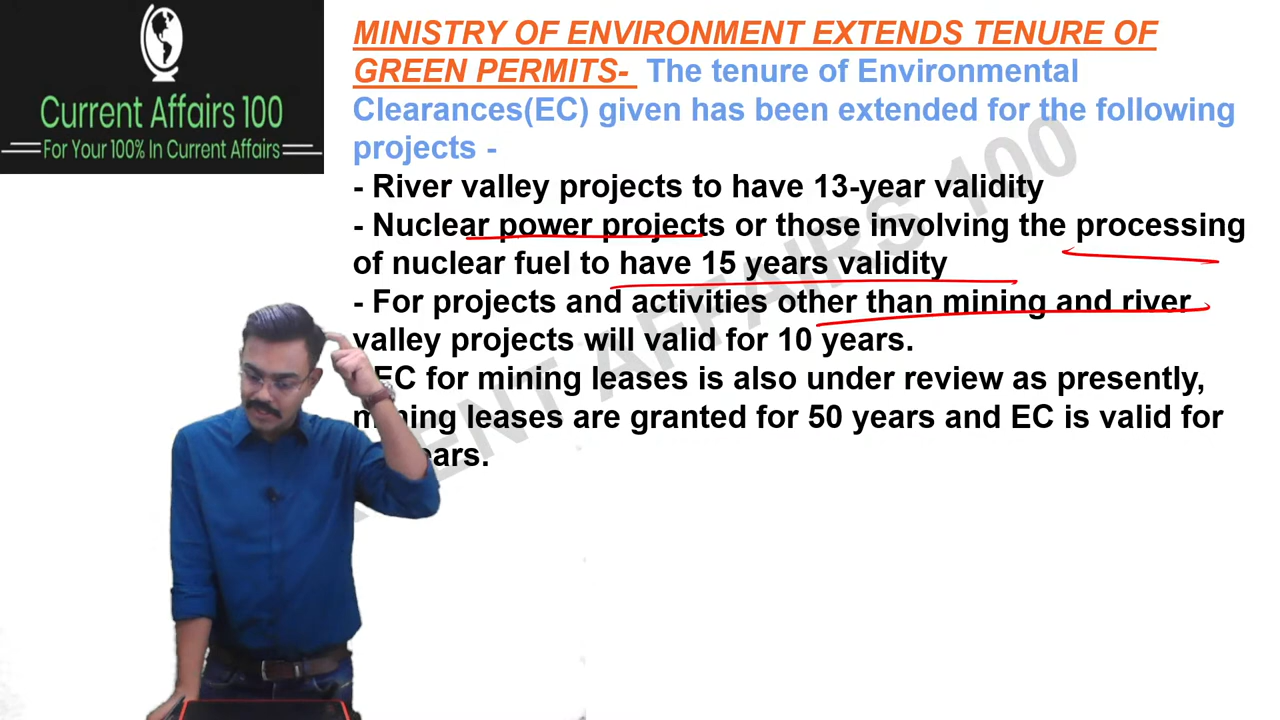 Current Affairs 100
For Your 100% In Current Affairs
MINISTRY OF ENVIRONMENT EXTENDS TENURE OF
GREEN PERMITS- The tenure of Environmental
Clearances(EC) given has been extended for the following
projects -
- River valley projects to have 13-year validity
- Nuclear power projects or those involving the processing
of nuclear fuel to have 15 years validity
- For projects and activities other than mining and river
valley projects will valid for 10 years.
EC for mining leases is also under review as presently,
mining leases are granted for 50 years and EC is valid for